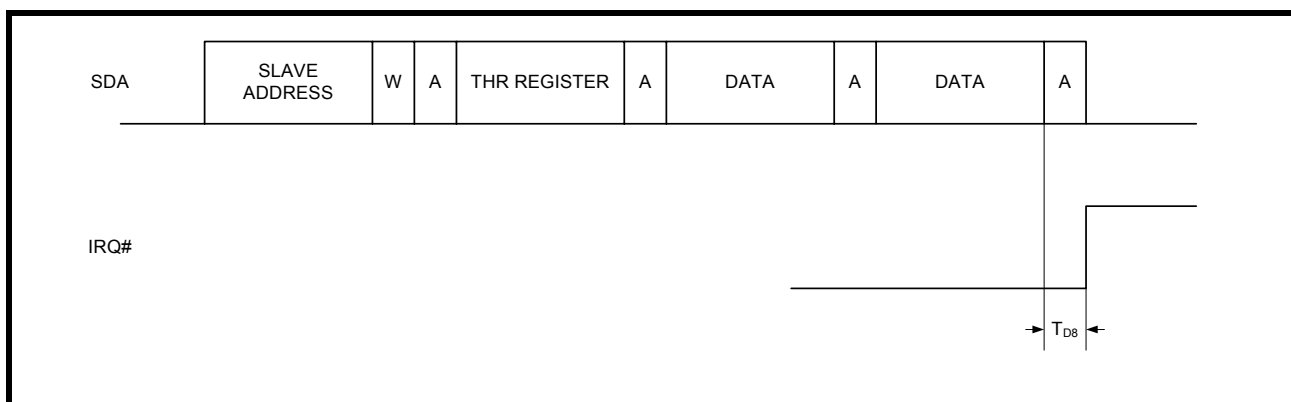 SDA
SLAVE
ADDRESS
W
A
THR REGISTER
A
DATA
A
DATA
A
IRQ#
TD8